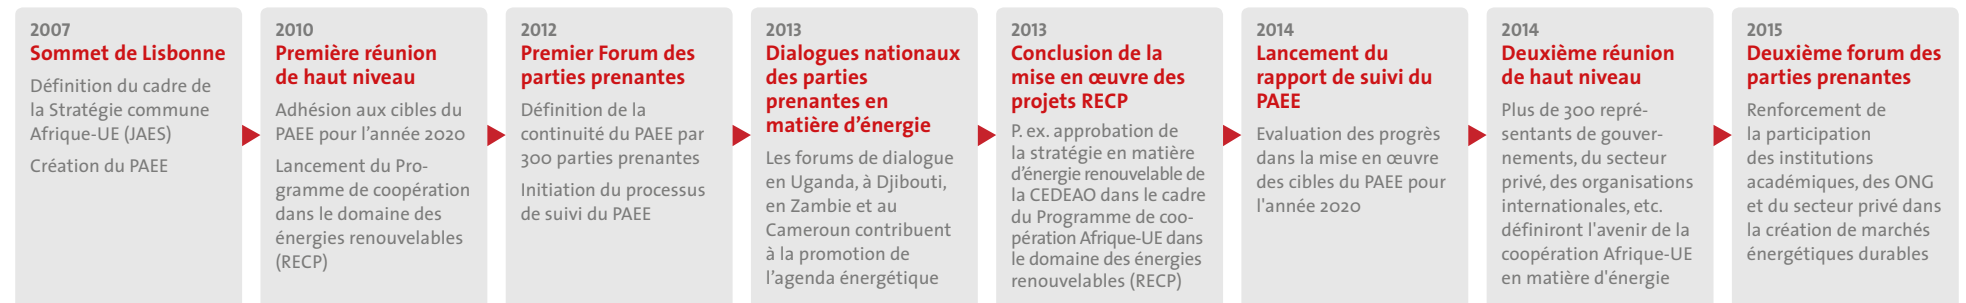 2007
Sommet de Lisbonne
Définition du cadre de
la Stratégie commune
Afrique-UE (JAES)
Création du PAEE
2010
Première réunion
de haut niveau
Adhésion aux cibles du
PAEE pour l’année 2020
Lancement du Pro-
gramme de coopération
dans le domaine des
énergies renouvelables
(RECP)
2012
Premier Forum des
parties prenantes
Définition de la
continuité du PAEE par
300 parties prenantes
Initiation du processus
de suivi du PAEE
2013
Dialogues nationaux
des parties
prenantes en
matière d’énergie
Les forums de dialogue
en Uganda, à Djibouti,
en Zambie et au
Cameroun contribuent
à la promotion de
l’agenda énergétique
2013
Conclusion de la
mise en œuvre des
projets RECP
P. ex. approbation de
la stratégie en matière
d’énergie renouvelable de
la CEDEAO dans le cadre
du Programme de coo-
pération Afrique-UE dans
le domaine des énergies
renouvelables (RECP)
2014
Lancement du
rapport de suivi du
PAEE
Evaluation des progrès
dans la mise en œuvre
des cibles du PAEE pour
l'année 2020
2014
Deuxième réunion
de haut niveau
Plus de 300 repré-
sentants de gouver-
nements, du secteur
privé, des organisations
internationales, etc.
définiront l'avenir de la
coopération Afrique-UE
en matière d'énergie
2015
Deuxième forum des
parties prenantes
Renforcement de
la participation
des institutions
académiques, des ONG
et du secteur privé dans
la création de marchés
énergétiques durables